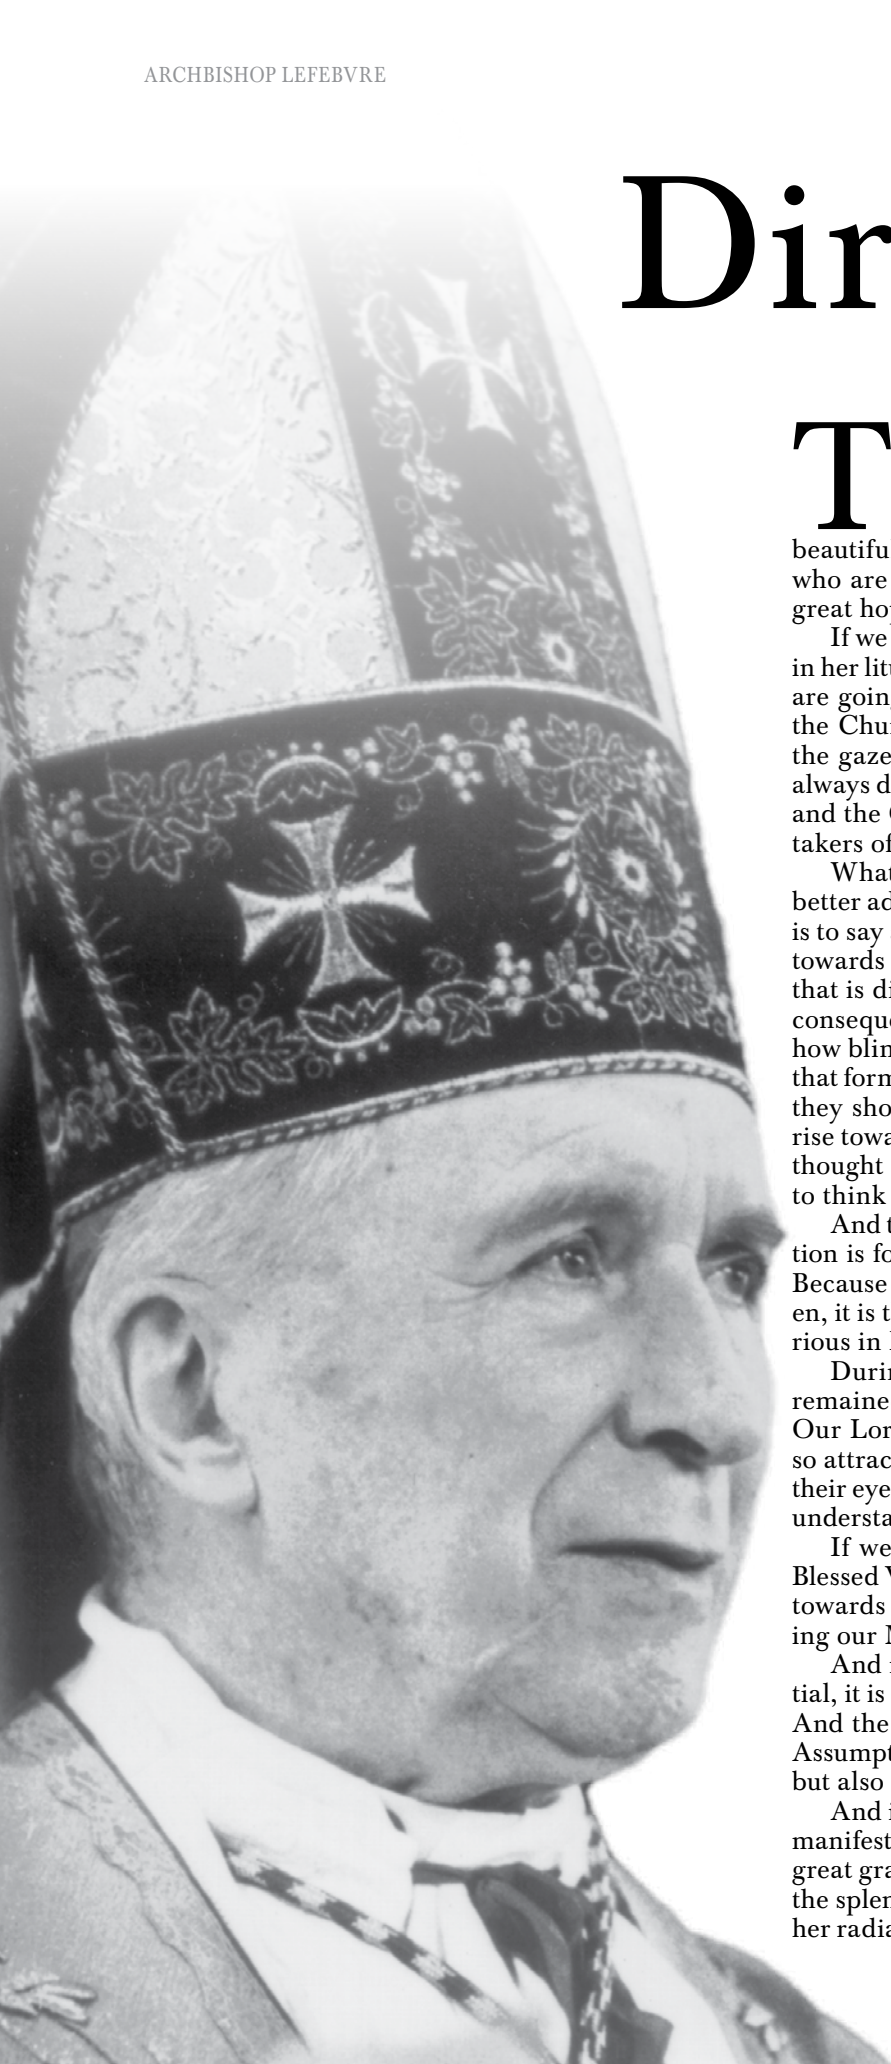 ARCHBISHOP LEFEBVRE
Dir
T
beautifu
who are
great ho
If we
in her lit
are goin
the Chu
the gaze
always d
and the
takers of
What
better ad
is to say
towards
that is di
consequ
how blin
that form
they sho
rise towa
thought
to think
And t
tion is fo
Because
en, it is t
rious in
Durin
remaine
Our Lor
so attrac
their eye
understa
If we
Blessed V
towards
ing our M
And
tial, it is
And the
Assumpt
but also
And i
manifest
great gra
the splen
her radia